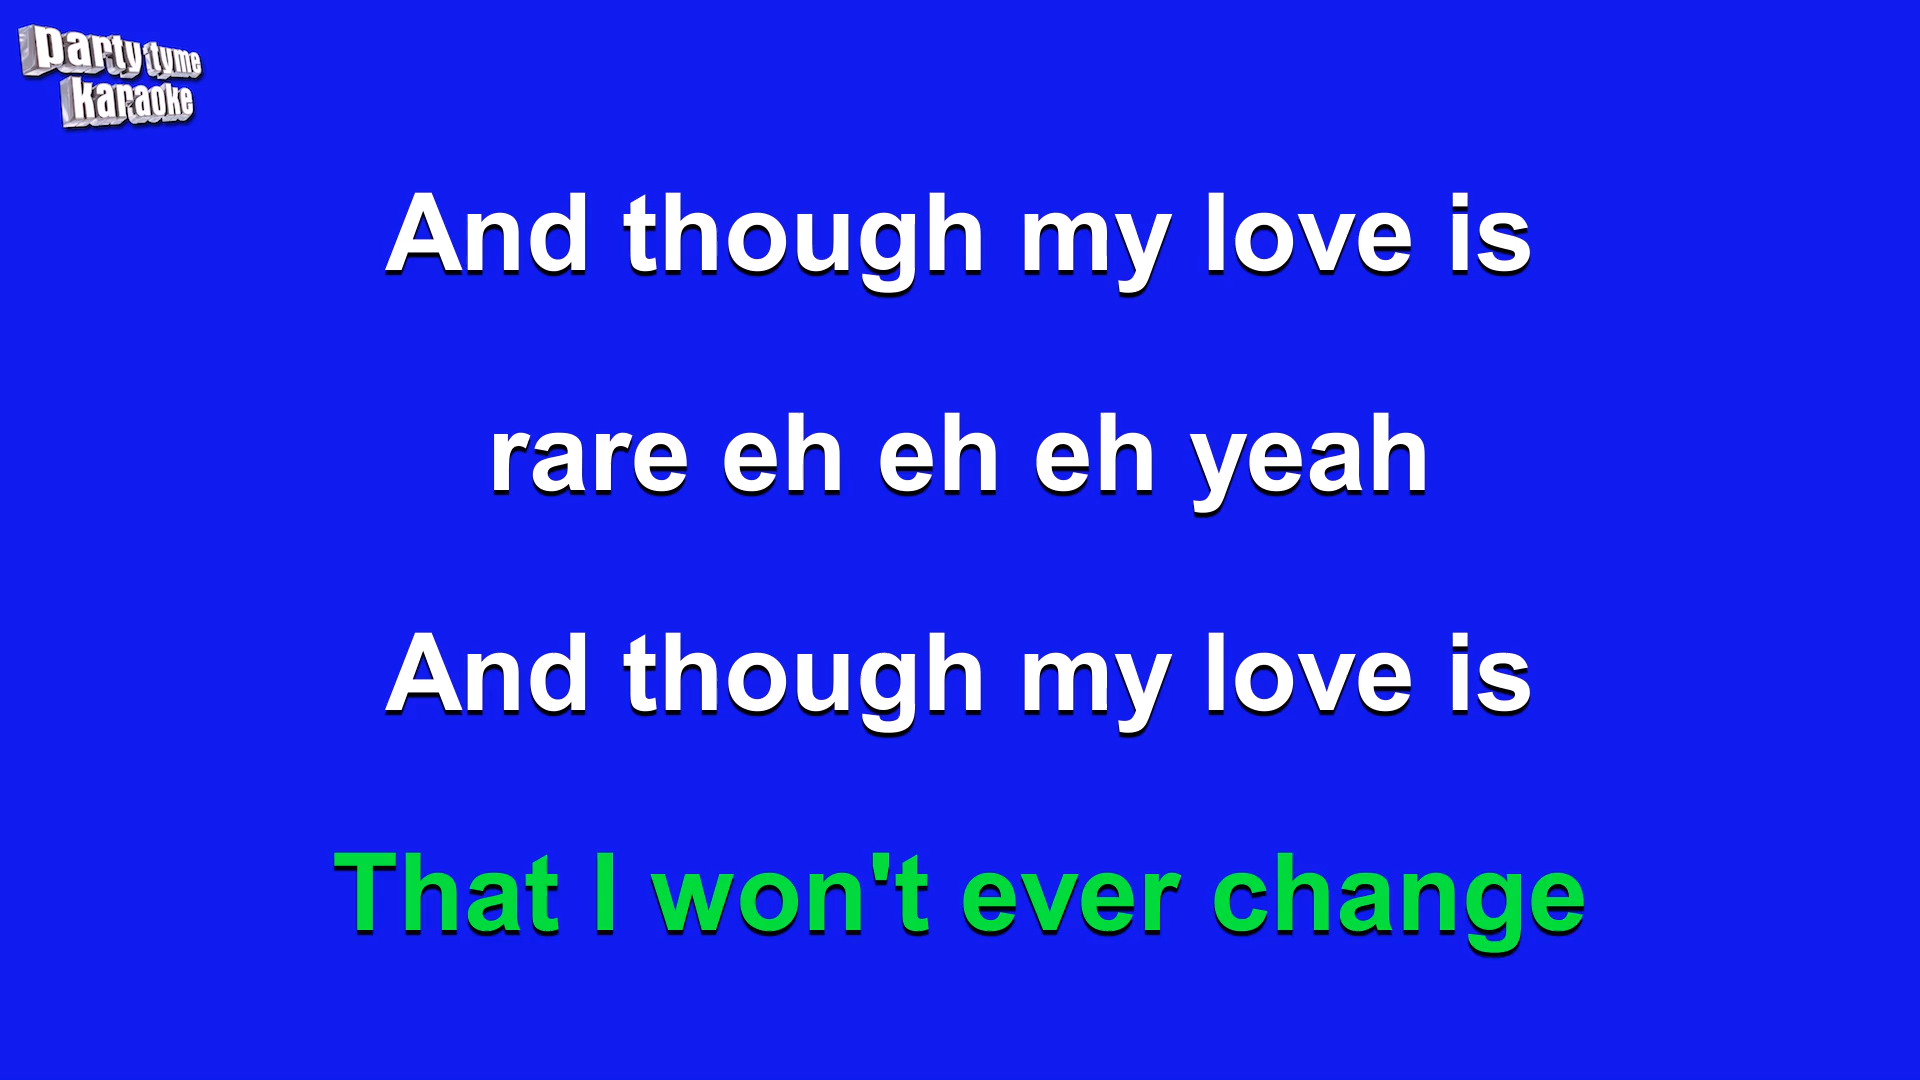 party tyme
karaoke
And though my love is
rare eh eh eh yeah
And though my love is
That I won't ever change